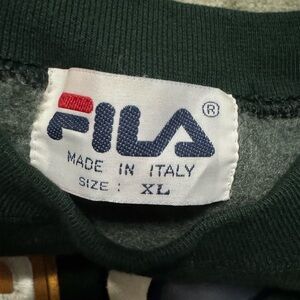 FILA ®
MADE IN ITALY
SIZE : XL